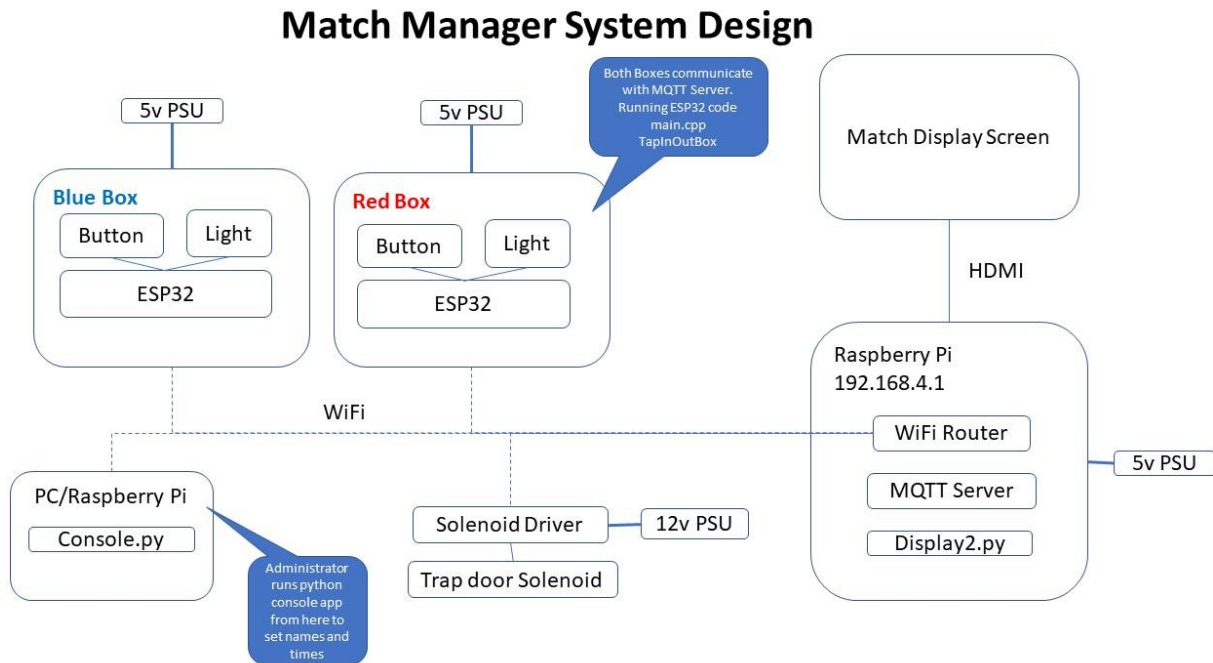 Match Manager System Design
5v PSU
Blue Box
Button
Light
ESP32
5v PSU
Red Box
Button
Light
ESP32
Both Boxes communicate
with MQTT Server.
Running ESP32 code
main.cpp
TapInOutBox
Match Display Screen
HDMI
Raspberry Pi
192.168.4.1
WiFi Router
MQTT Server
Display2.py
5v PSU
WiFi
PC/Raspberry Pi
Console.py
Administrator
runs python
console app
from here to
set names and
times
Solenoid Driver
12v PSU
Trap door Solenoid